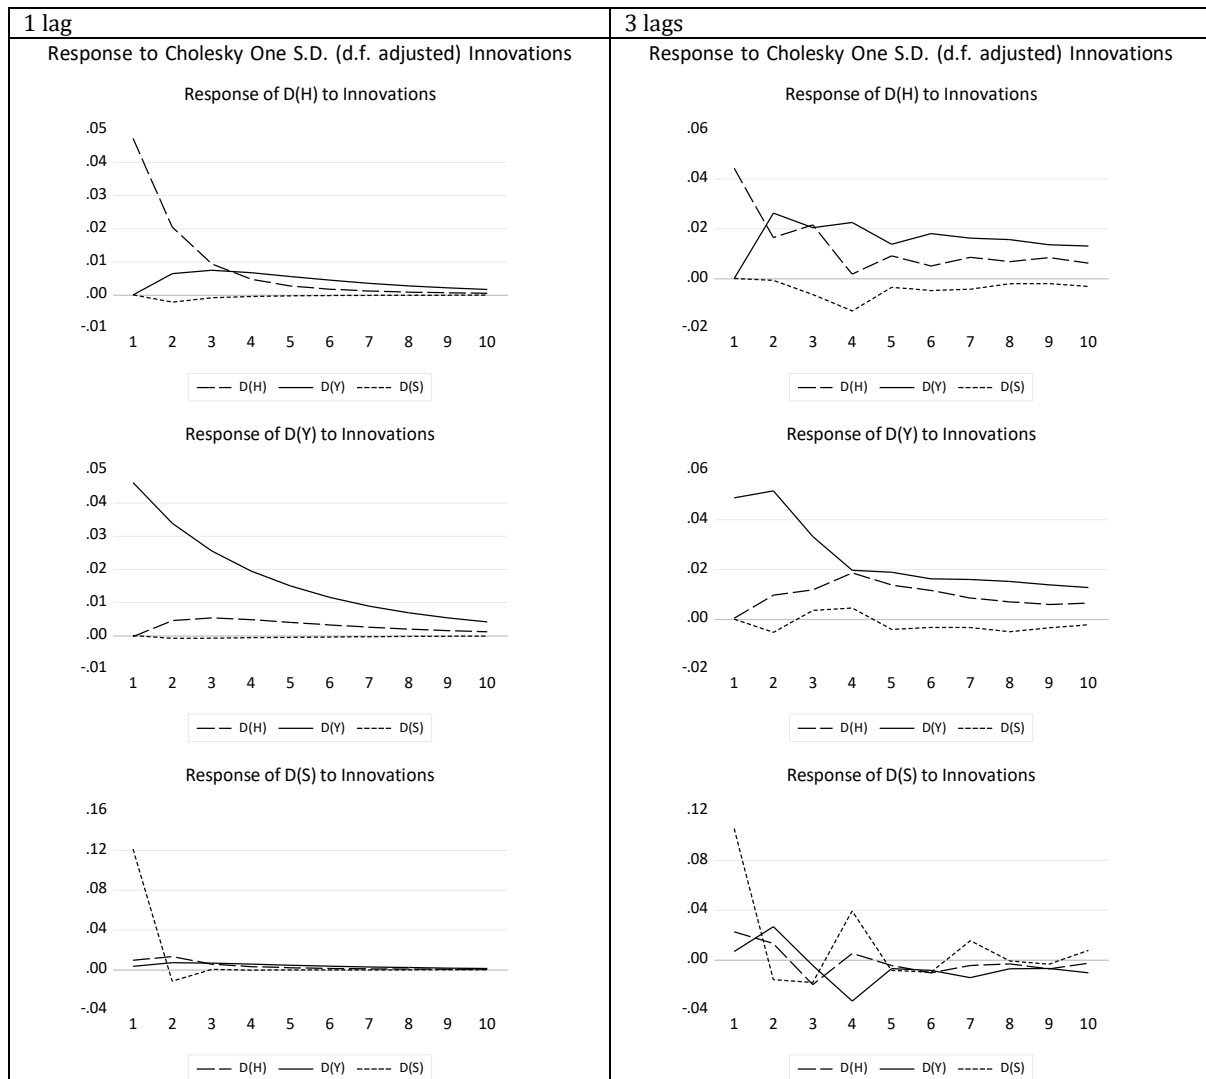 1 lag
Response to Cholesky One S.D. (d.f. adjusted) Innovations
Response of D(H) to Innovations
.05
.04
.03
.02
.01
.00
-.01
1 2 3 4 5 6 7 8 9 10
D(H) D(Y) D(S)
Response of D(Y) to Innovations
.05
.04
.03
.02
.01
.00
-.01
1 2 3 4 5 6 7 8 9 10
D(H) D(Y) D(S)
Response of D(S) to Innovations
.16
.12
.08
.04
.00
-.04
1 2 3 4 5 6 7 8 9 10
D(H) D(Y) D(S)
3 lags
Response to Cholesky One S.D. (d.f. adjusted) Innovations
Response of D(H) to Innovations
.06
.04
.02
.00
-.02
1 2 3 4 5 6 7 8 9 10
D(H) D(Y) D(S)
Response of D(Y) to Innovations
.06
.04
.02
.00
-.02
1 2 3 4 5 6 7 8 9 10
D(H) D(Y) D(S)
Response of D(S) to Innovations
.12
.08
.04
.00
-.04
1 2 3 4 5 6 7 8 9 10
D(H) D(Y) D(S)